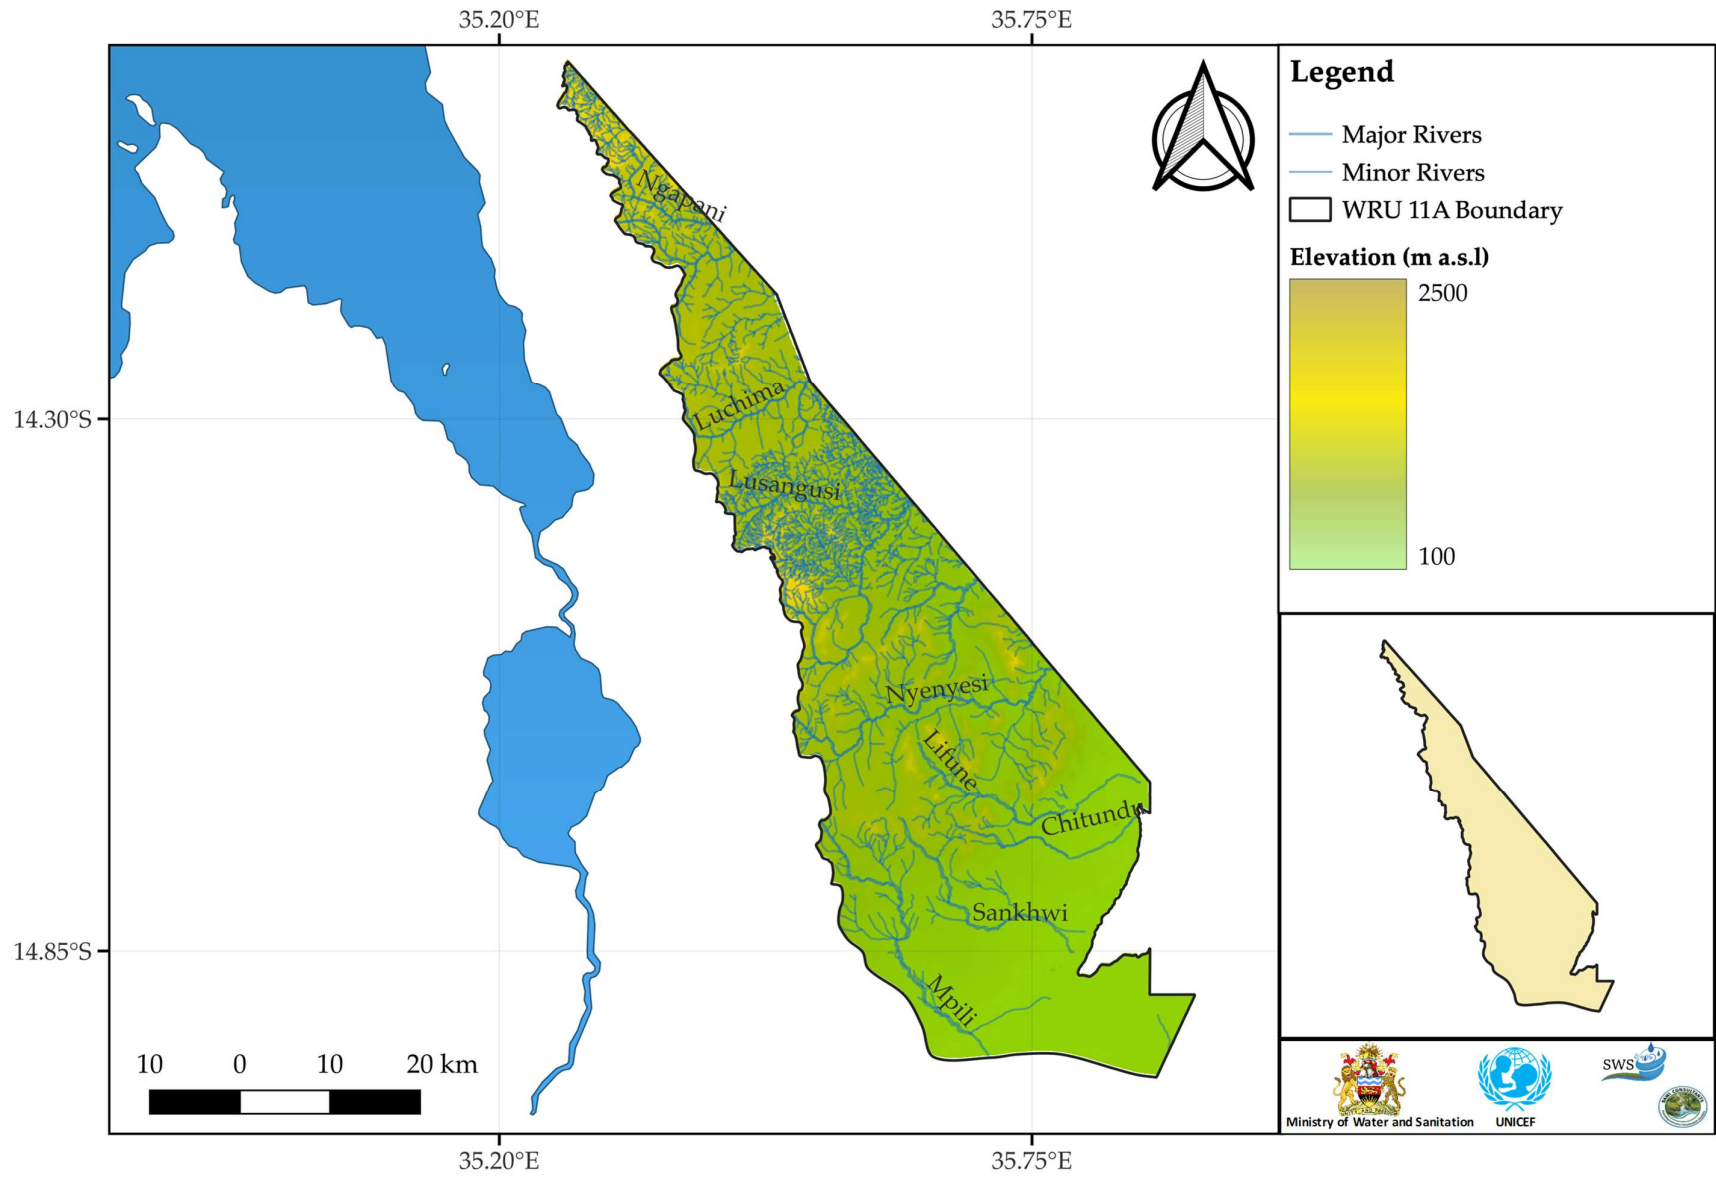 35.20°E 35.75°E
Legend
Major Rivers
Minor Rivers
WRU 11A Boundary
Elevation (m a.s.l)
2500
100
14.30°S
14.85°S
Ngapani
Luchima
Lusangusi
Nyenyesi
Lifune
Chitundu
Sankhwi
Mpili
10 0 10 20 km
35.20°E 35.75°E
SWS
Ministry of Water and Sanitation
UNICEF